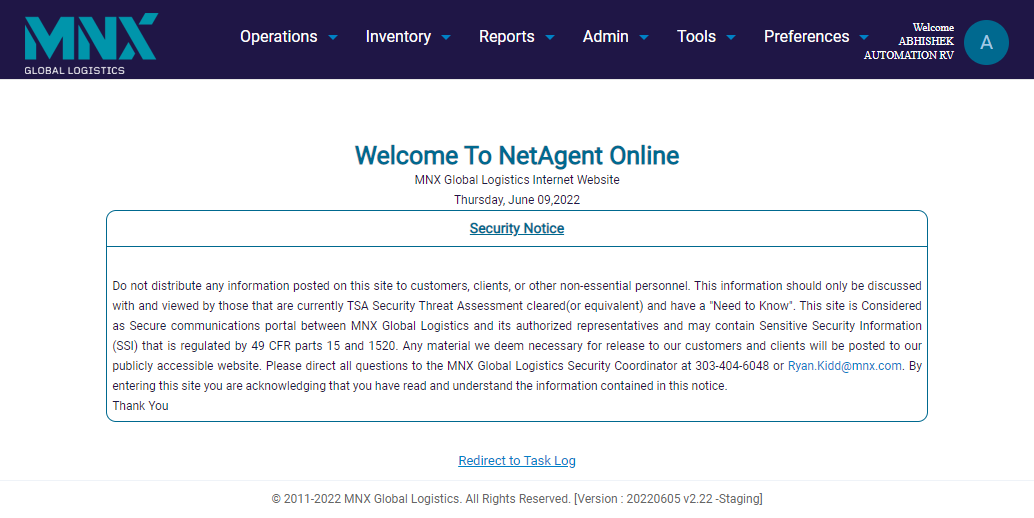 MNX
GLOBAL LOGISTICS
Operations Inventory Reports Admin Tools Preferences
Welcome
ABHISHEK
AUTOMATION RV
A
Welcome To NetAgent Online
MNX Global Logistics Internet Website
Thursday, June 09,2022
Security Notice
Do not distribute any information posted on this site to customers, clients, or other non-essential personnel. This information should only be discussed
with and viewed by those that are currently TSA Security Threat Assessment cleared(or equivalent) and have a "Need to Know". This site is Considered
as Secure communications portal between MNX Global Logistics and its authorized representatives and may contain Sensitive Security Information
(SSI) that is regulated by 49 CFR parts 15 and 1520. Any material we deem necessary for release to our customers and clients will be posted to our
publicly accessible website. Please direct all questions to the MNX Global Logistics Security Coordinator at 303-404-6048 or Ryan.Kidd@mnx.com. By
entering this site you are acknowledging that you have read and understand the information contained in this notice.
Thank You
Redirect to Task Log
© 2011-2022 MNX Global Logistics. All Rights Reserved. [Version : 20220605 v2.22 -Staging]